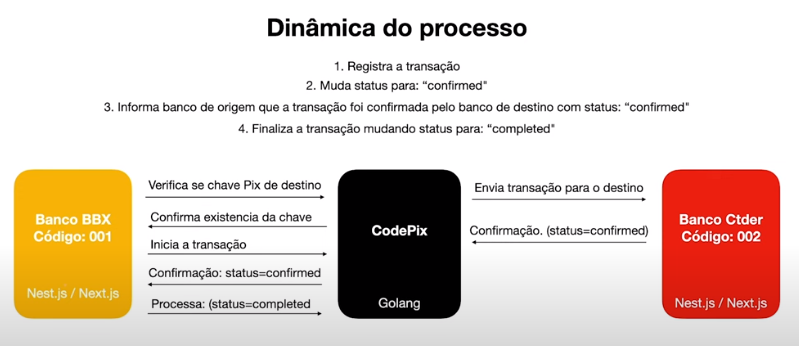 Dinâmica do processo
1. Registra a transação
2. Muda status para: “confirmed"
3. Informa banco de origem que a transação foi confirmada pelo banco de destino com status: “confirmed"
4. Finaliza a transação mudando status para: “completed"
Banco BBX
Código: 001
Nest.js / Next.js
Verifica se chave Pix de destino
Confirma existencia da chave
Inicia a transação
Confirmação: status=confirmed
Processa: (status=completed
CodePix
Golang
Envia transação para o destino
Confirmação. (status=confirmed)
Banco Ctder
Código: 002
Nest.js / Next.js